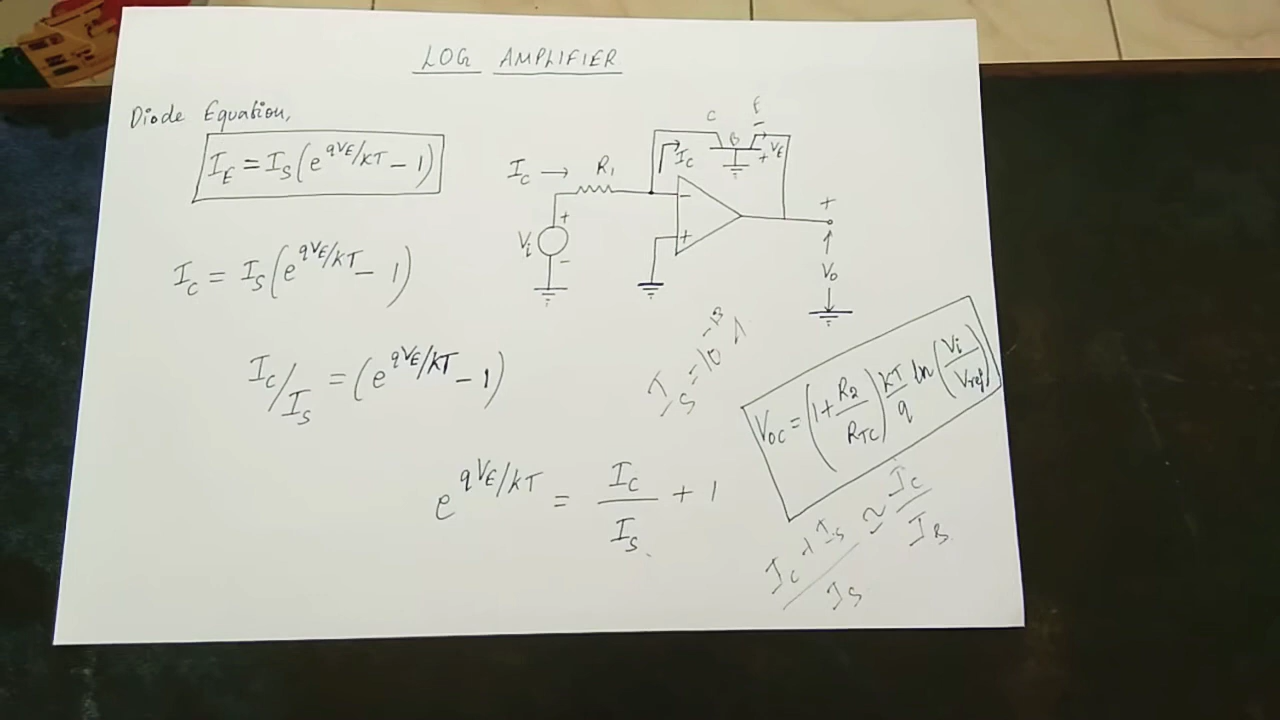 LOG AMPLIFIER
Diode Equation,
I_E = I_S(e^{qV_E/kT} - 1)
I_C = I_S(e^{qV_E/kT} - 1)
I_C/I_S = (e^{qV_E/kT} - 1)
e^{qV_E/kT} = I_C/I_S + 1
I_C → R_1
V_i + -
I_C
C B E
+ V_E -
- +
+
V_o
I_S = 10^{-13} A
V_OC = (1 + R_2/R_TC) kT/q ln(V_i/V_ref)
I_C + I_S / I_S ≃ I_C/I_B